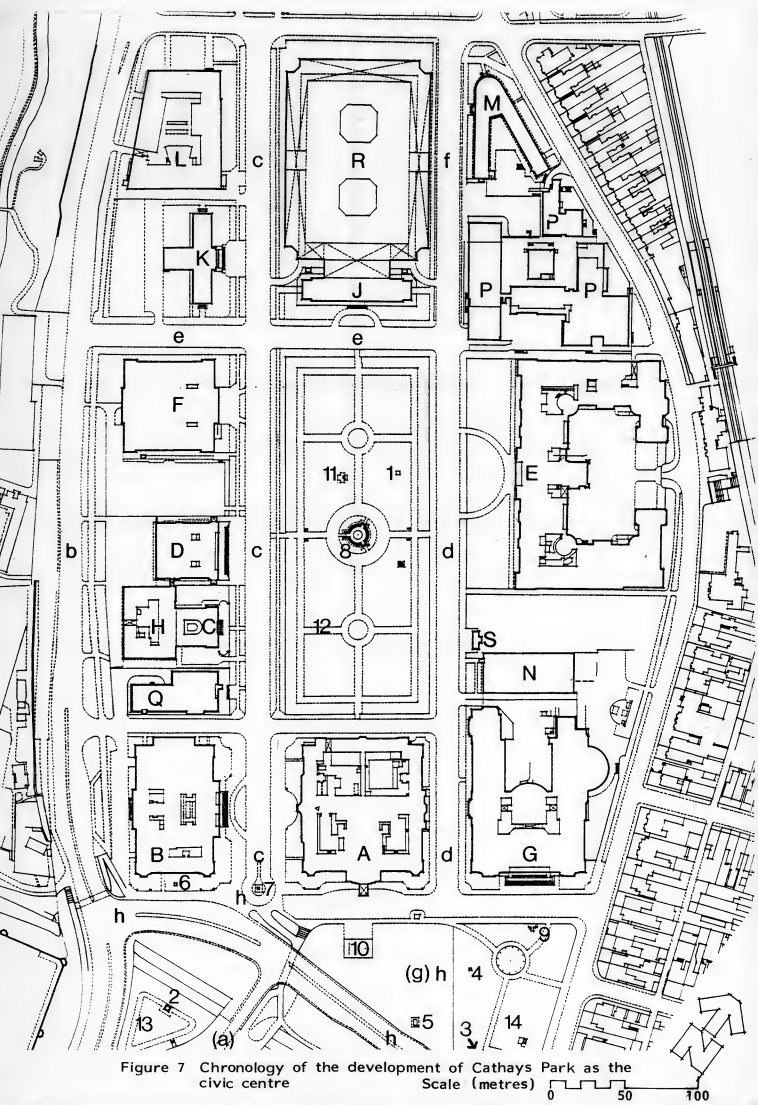 M
L c R f
P
K
J P P
e e
F
11 1
E
b D c 8 d
H C 12 S
N
Q
B A d G
c
6 7
h h
10 9
(g) h 4
2
13 5 14
(a) h 3
Figure 7 Chronology of the development of Cathays Park as the
civic centre Scale (metres)
0 50 100